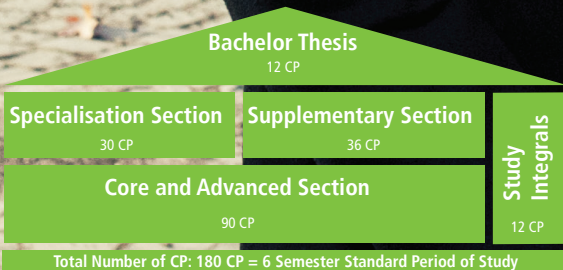 Bachelor Thesis
12 CP
Specialisation Section
30 CP
Supplementary Section
36 CP
Core and Advanced Section
90 CP
Study
Integrals
12 CP
Total Number of CP: 180 CP = 6 Semester Standard Period of Study